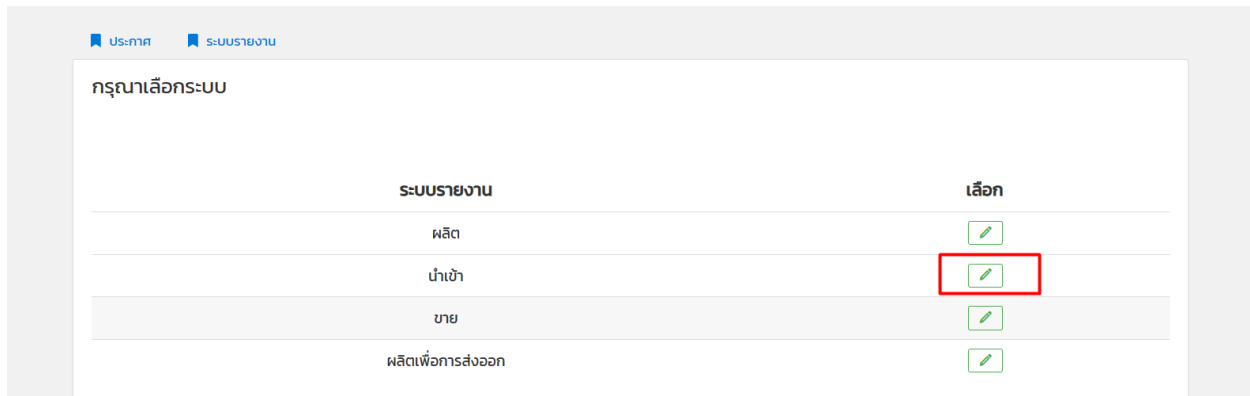 ประกาศ ระบบรายงาน
กรุณาเลือกระบบ
ระบบรายงาน เลือก
ผลิต
นำเข้า
ขาย
ผลิตเพื่อการส่งออก